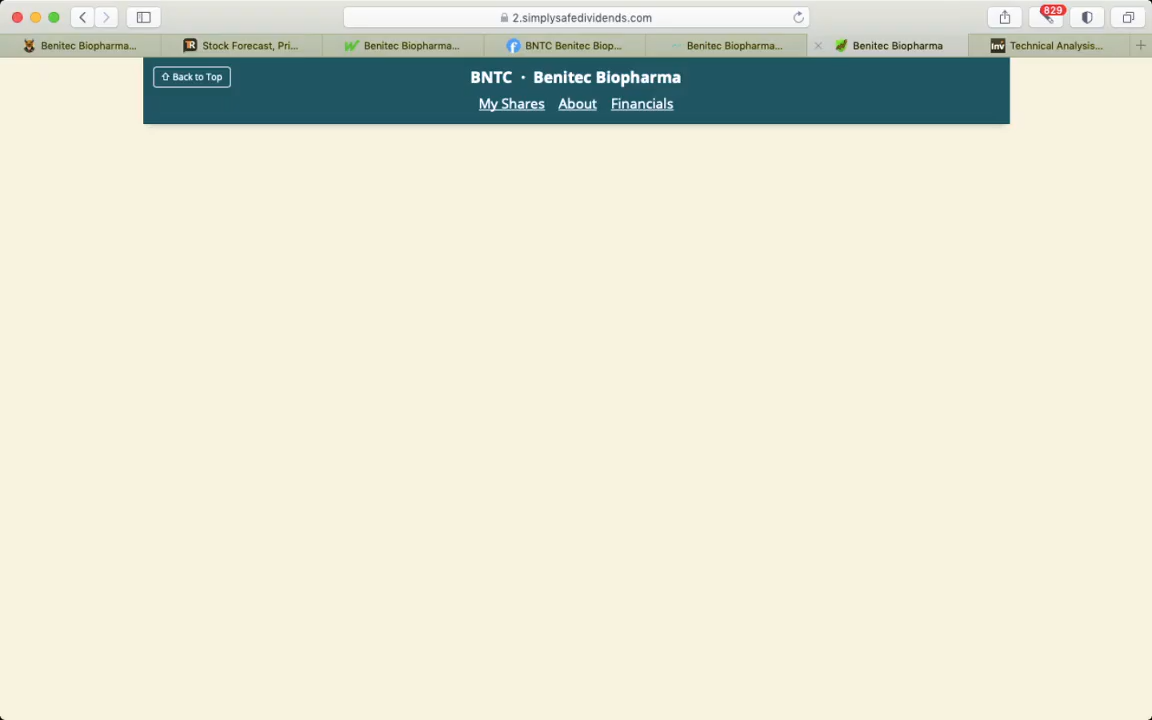 2.simplysafedividends.com
829
Benitec Biopharma...
Stock Forecast, Pri...
Benitec Biopharma...
BNTC Benitec Biop...
Benitec Biopharma...
Benitec Biopharma
Technical Analysis...
Back to Top
BNTC · Benitec Biopharma
My Shares About Financials